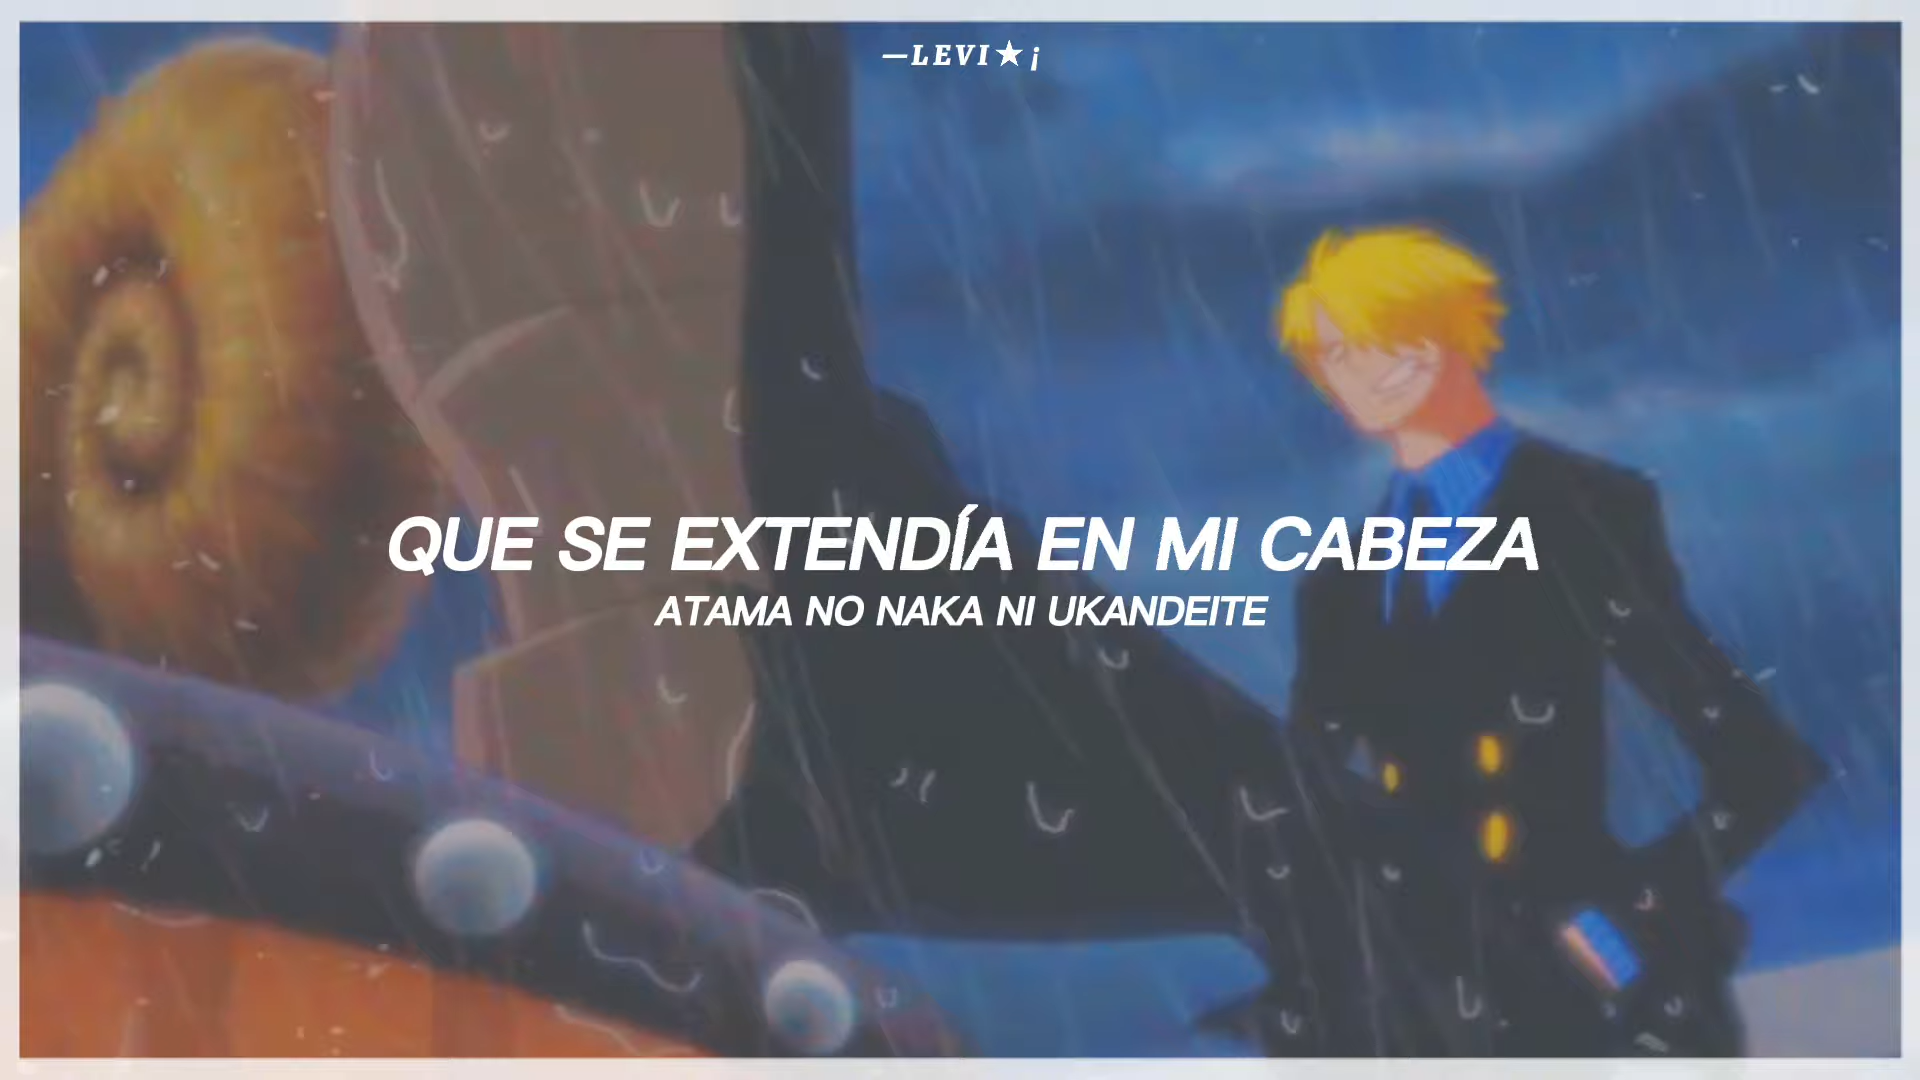 —LEVI★¡
QUE SE EXTENDÍA EN MI CABEZA
ATAMA NO NAKA NI UKANDEITE